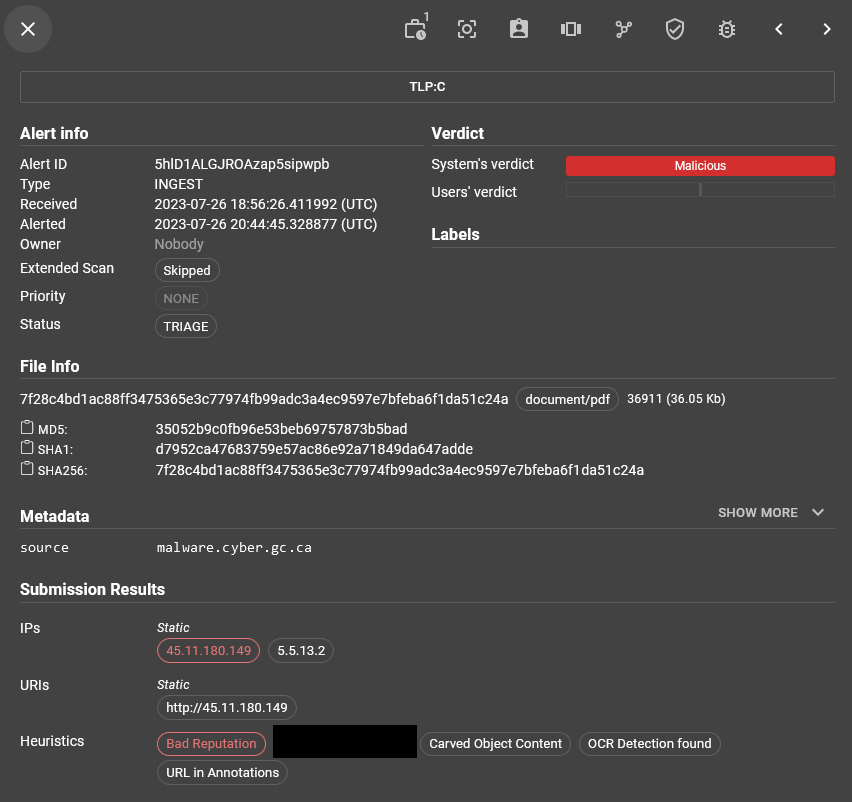 1
TLP:C
Alert info
Alert ID 5hlD1ALGJROAzap5sipwpb
Type INGEST
Received 2023-07-26 18:56:26.411992 (UTC)
Alerted 2023-07-26 20:44:45.328877 (UTC)
Owner Nobody
Extended Scan Skipped
Priority NONE
Status TRIAGE
Verdict
System's verdict Malicious
Users' verdict
Labels
File Info
7f28c4bd1ac88ff3475365e3c77974fb99adc3a4ec9597e7bfeba6f1da51c24a document/pdf 36911 (36.05 Kb)
MD5: 35052b9c0fb96e53beb69757873b5bad
SHA1: d7952ca47683759e57ac86e92a71849da647adde
SHA256: 7f28c4bd1ac88ff3475365e3c77974fb99adc3a4ec9597e7bfeba6f1da51c24a
Metadata SHOW MORE
source malware.cyber.gc.ca
Submission Results
IPs Static
45.11.180.149 5.5.13.2
URIs Static
http://45.11.180.149
Heuristics Bad Reputation Carved Object Content OCR Detection found
URL in Annotations